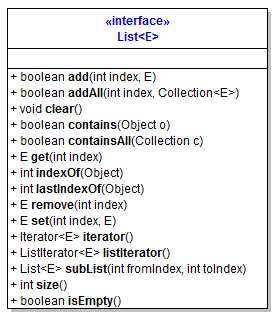 «interface»
List<E>
+ boolean add(int index, E)
+ boolean addAll(int index, Collection<E>)
+ void clear()
+ boolean contains(Object o)
+ boolean containsAll(Collection c)
+ E get(int index)
+ int indexOf(Object)
+ int lastIndexOf(Object)
+ E remove(int index)
+ E set(int index, E)
+ Iterator<E> iterator()
+ ListIterator<E> listIterator()
+ List<E> subList(int fromIndex, int toIndex)
+ int size()
+ boolean isEmpty()